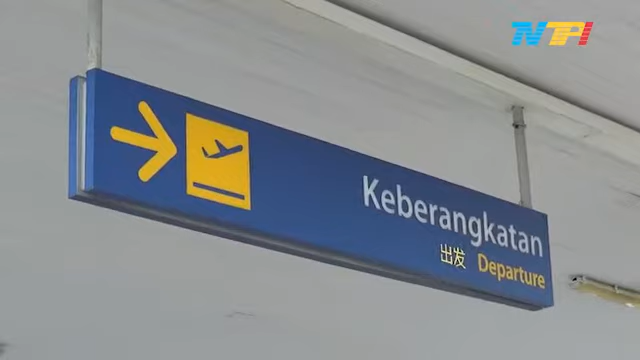 NTPi
Keberangkatan
出发 Departure